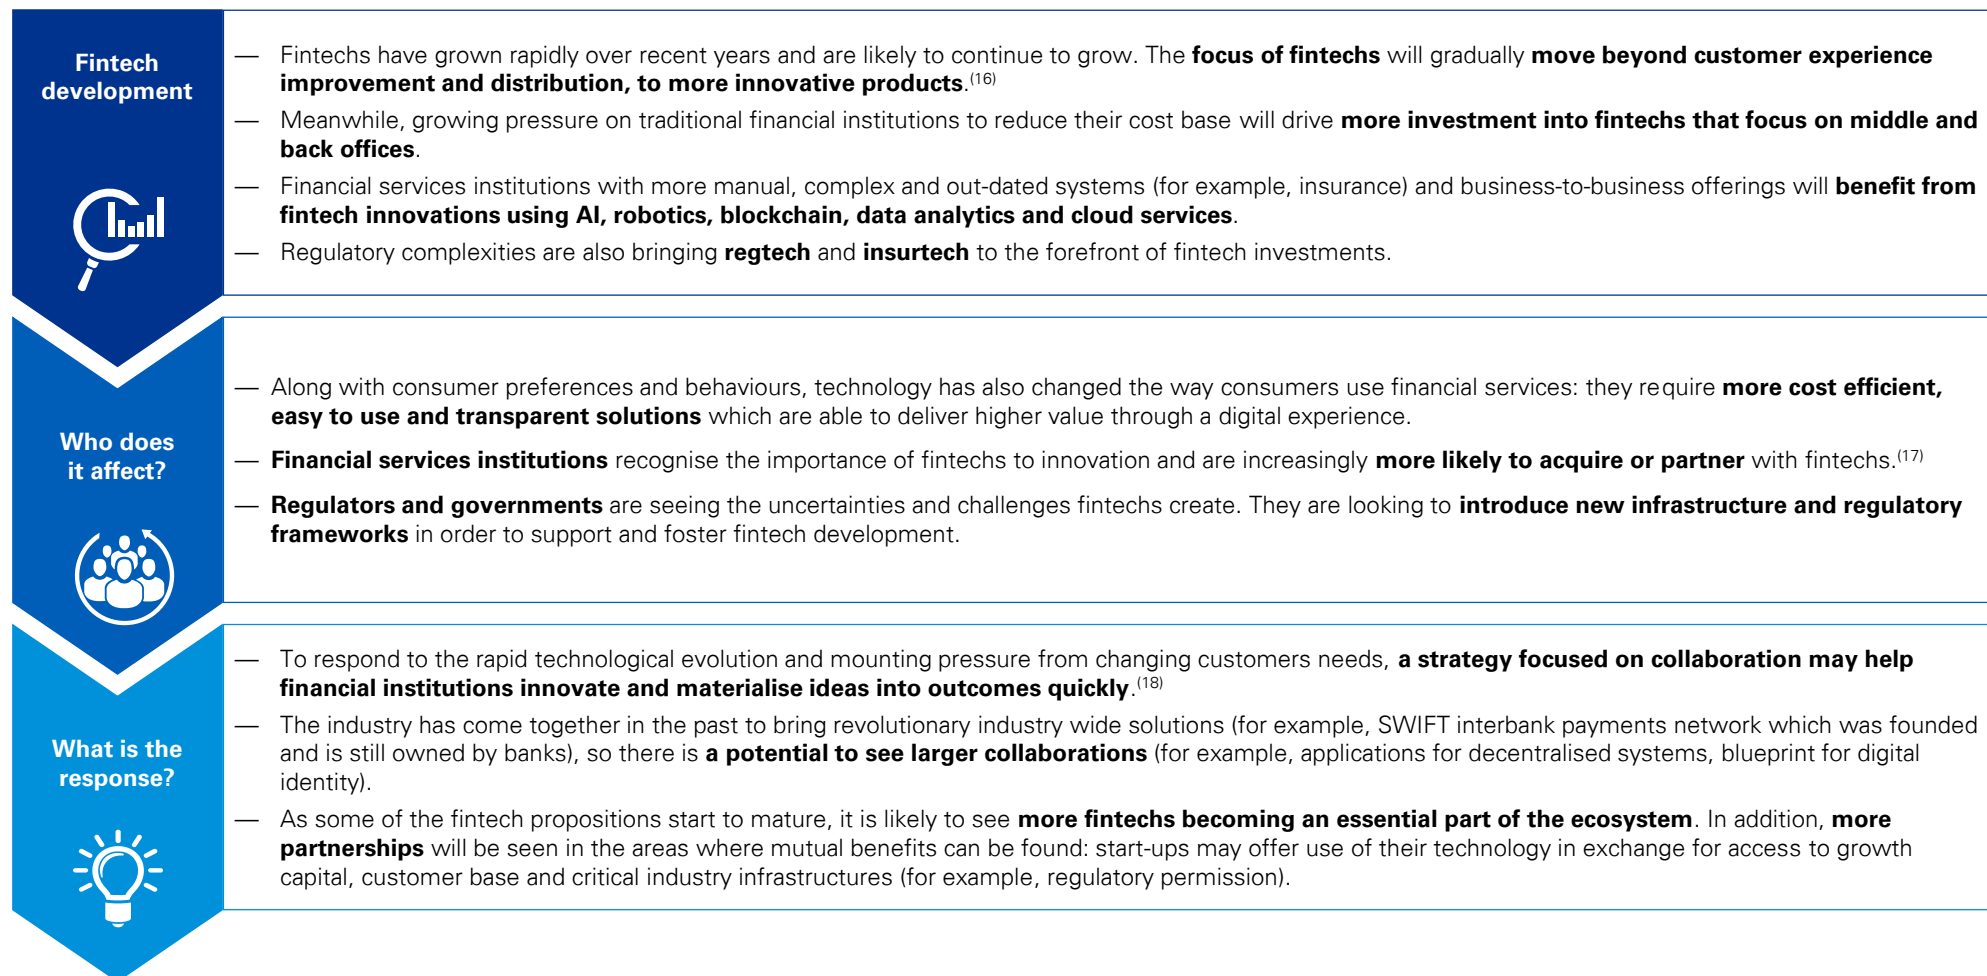 Fintech
development
— Fintechs have grown rapidly over recent years and are likely to continue to grow. The focus of fintechs will gradually move beyond customer experience
improvement and distribution, to more innovative products.(16)
— Meanwhile, growing pressure on traditional financial institutions to reduce their cost base will drive more investment into fintechs that focus on middle and
back offices.
— Financial services institutions with more manual, complex and out-dated systems (for example, insurance) and business-to-business offerings will benefit from
fintech innovations using AI, robotics, blockchain, data analytics and cloud services.
— Regulatory complexities are also bringing regtech and insurtech to the forefront of fintech investments.
Who does
it affect?
— Along with consumer preferences and behaviours, technology has also changed the way consumers use financial services: they require more cost efficient,
easy to use and transparent solutions which are able to deliver higher value through a digital experience.
— Financial services institutions recognise the importance of fintechs to innovation and are increasingly more likely to acquire or partner with fintechs.(17)
— Regulators and governments are seeing the uncertainties and challenges fintechs create. They are looking to introduce new infrastructure and regulatory
frameworks in order to support and foster fintech development.
What is the
response?
— To respond to the rapid technological evolution and mounting pressure from changing customers needs, a strategy focused on collaboration may help
financial institutions innovate and materialise ideas into outcomes quickly.(18)
— The industry has come together in the past to bring revolutionary industry wide solutions (for example, SWIFT interbank payments network which was founded
and is still owned by banks), so there is a potential to see larger collaborations (for example, applications for decentralised systems, blueprint for digital
identity).
— As some of the fintech propositions start to mature, it is likely to see more fintechs becoming an essential part of the ecosystem. In addition, more
partnerships will be seen in the areas where mutual benefits can be found: start-ups may offer use of their technology in exchange for access to growth
capital, customer base and critical industry infrastructures (for example, regulatory permission).